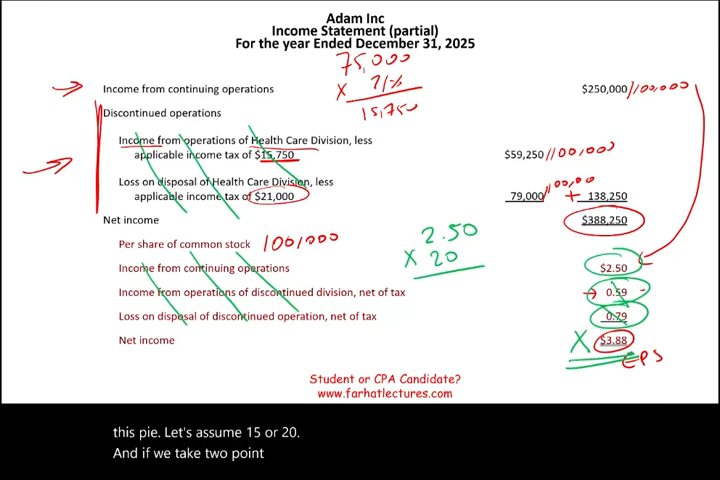 Adam Inc
Income Statement (partial)
For the year Ended December 31, 2025
75,000
x 21%
15,750
Income from continuing operations $250,000 /100,000
Discontinued operations
Income from operations of Health Care Division, less
applicable income tax of $15,750 $59,250 /100,000
Loss on disposal of Health Care Division, less
applicable income tax of $21,000 79,000 /100,00 + 138,250
Net income $388,250
Per share of common stock 100,000
2.50
x 20
Income from continuing operations $2.50
Income from operations of discontinued division, net of tax 0.59
Loss on disposal of discontinued operation, net of tax 0.79
Net income x $3.88
EPS
Student or CPA Candidate?
www.farhatlectures.com
this pie. Let's assume 15 or 20.
And if we take two point